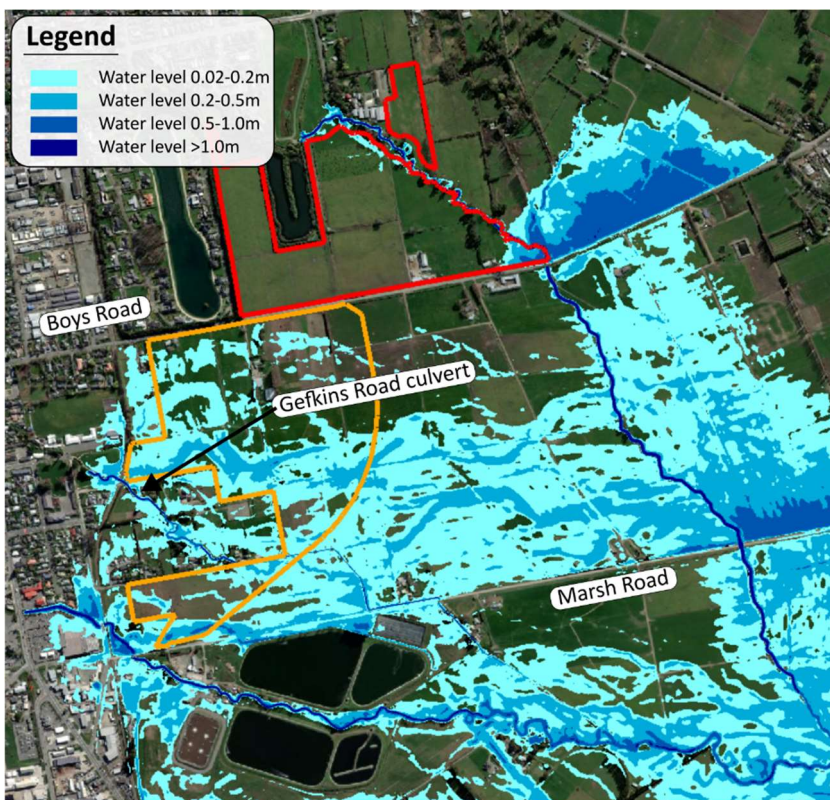 Legend
Water level 0.02-0.2m
Water level 0.2-0.5m
Water level 0.5-1.0m
Water level >1.0m
Boys Road
Gefkins Road culvert
Marsh Road